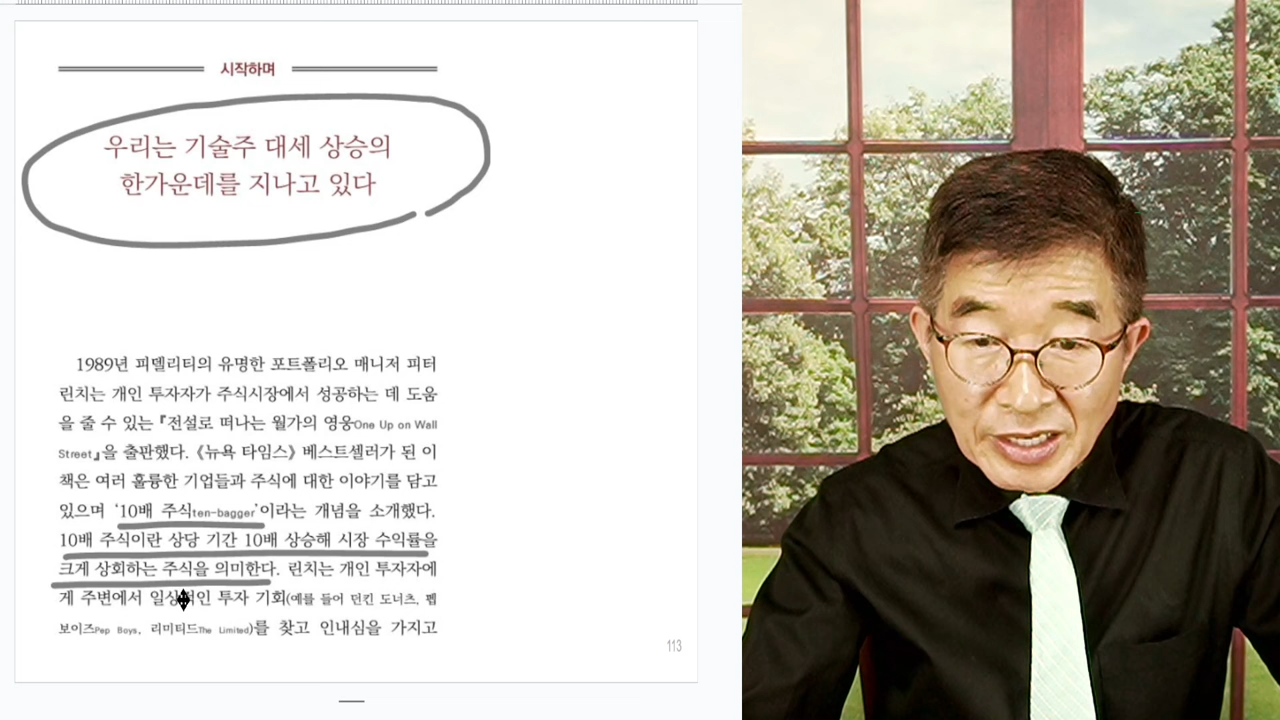 시작하며
우리는 기술주 대세 상승의
한가운데를 지나고 있다
1989년 피델리티의 유명한 포트폴리오 매니저 피터
린치는 개인 투자자가 주식시장에서 성공하는 데 도움
을 줄 수 있는 『전설로 떠나는 월가의 영웅One Up on Wall
Street』을 출판했다. 《뉴욕 타임스》 베스트셀러가 된 이
책은 여러 훌륭한 기업들과 주식에 대한 이야기를 담고
있으며 ‘10배 주식ten-bagger’이라는 개념을 소개했다.
10배 주식이란 상당 기간 10배 상승해 시장 수익률을
크게 상회하는 주식을 의미한다. 린치는 개인 투자자에
게 주변에서 일상적인 투자 기회(예를 들어 던킨 도너츠, 펩
보이즈Pep Boys, 리미티드The Limited)를 찾고 인내심을 가지고
113